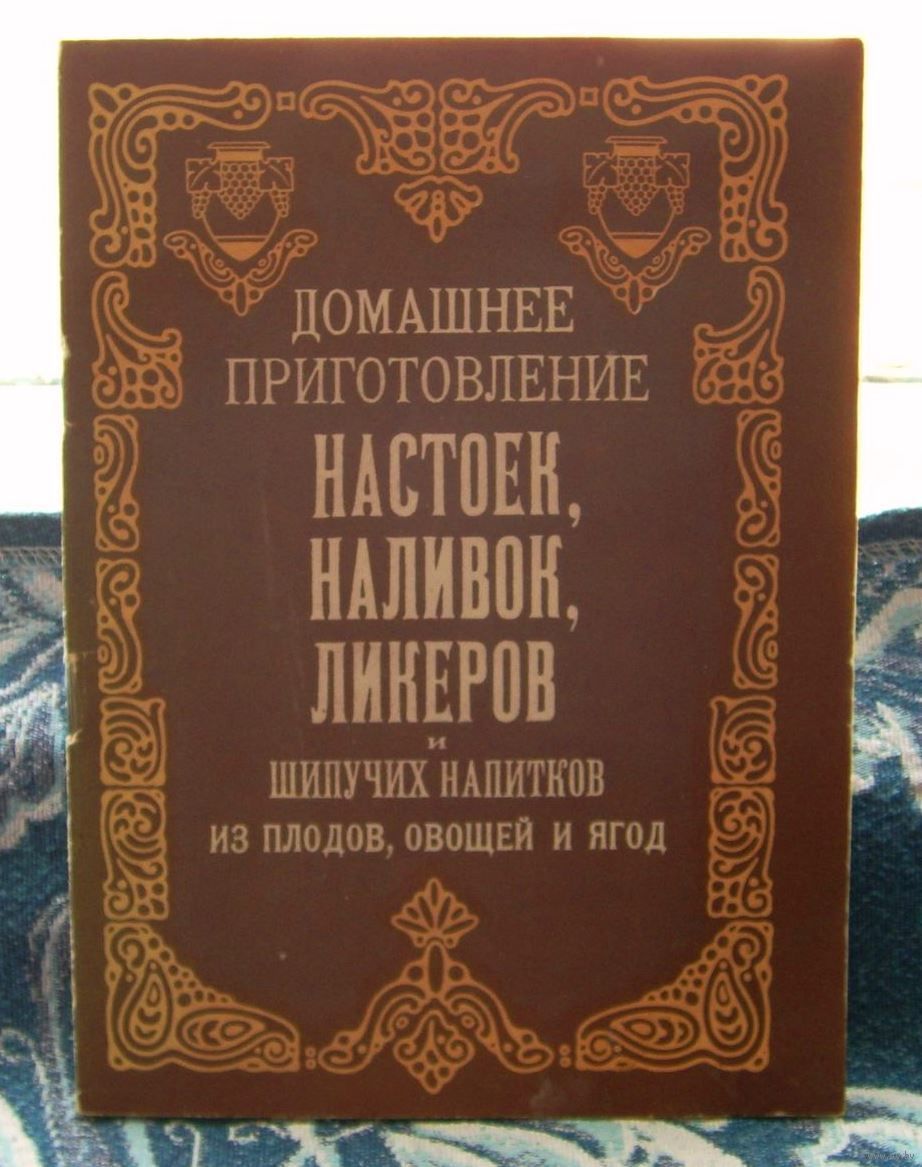 ДОМАШНЕЕ
ПРИГОТОВЛЕНИЕ
НАСТОЕК,
НАЛИВОК,
ЛИКЕРОВ
и
ШИПУЧИХ НАПИТКОВ
ИЗ ПЛОДОВ, ОВОЩЕЙ И ЯГОД